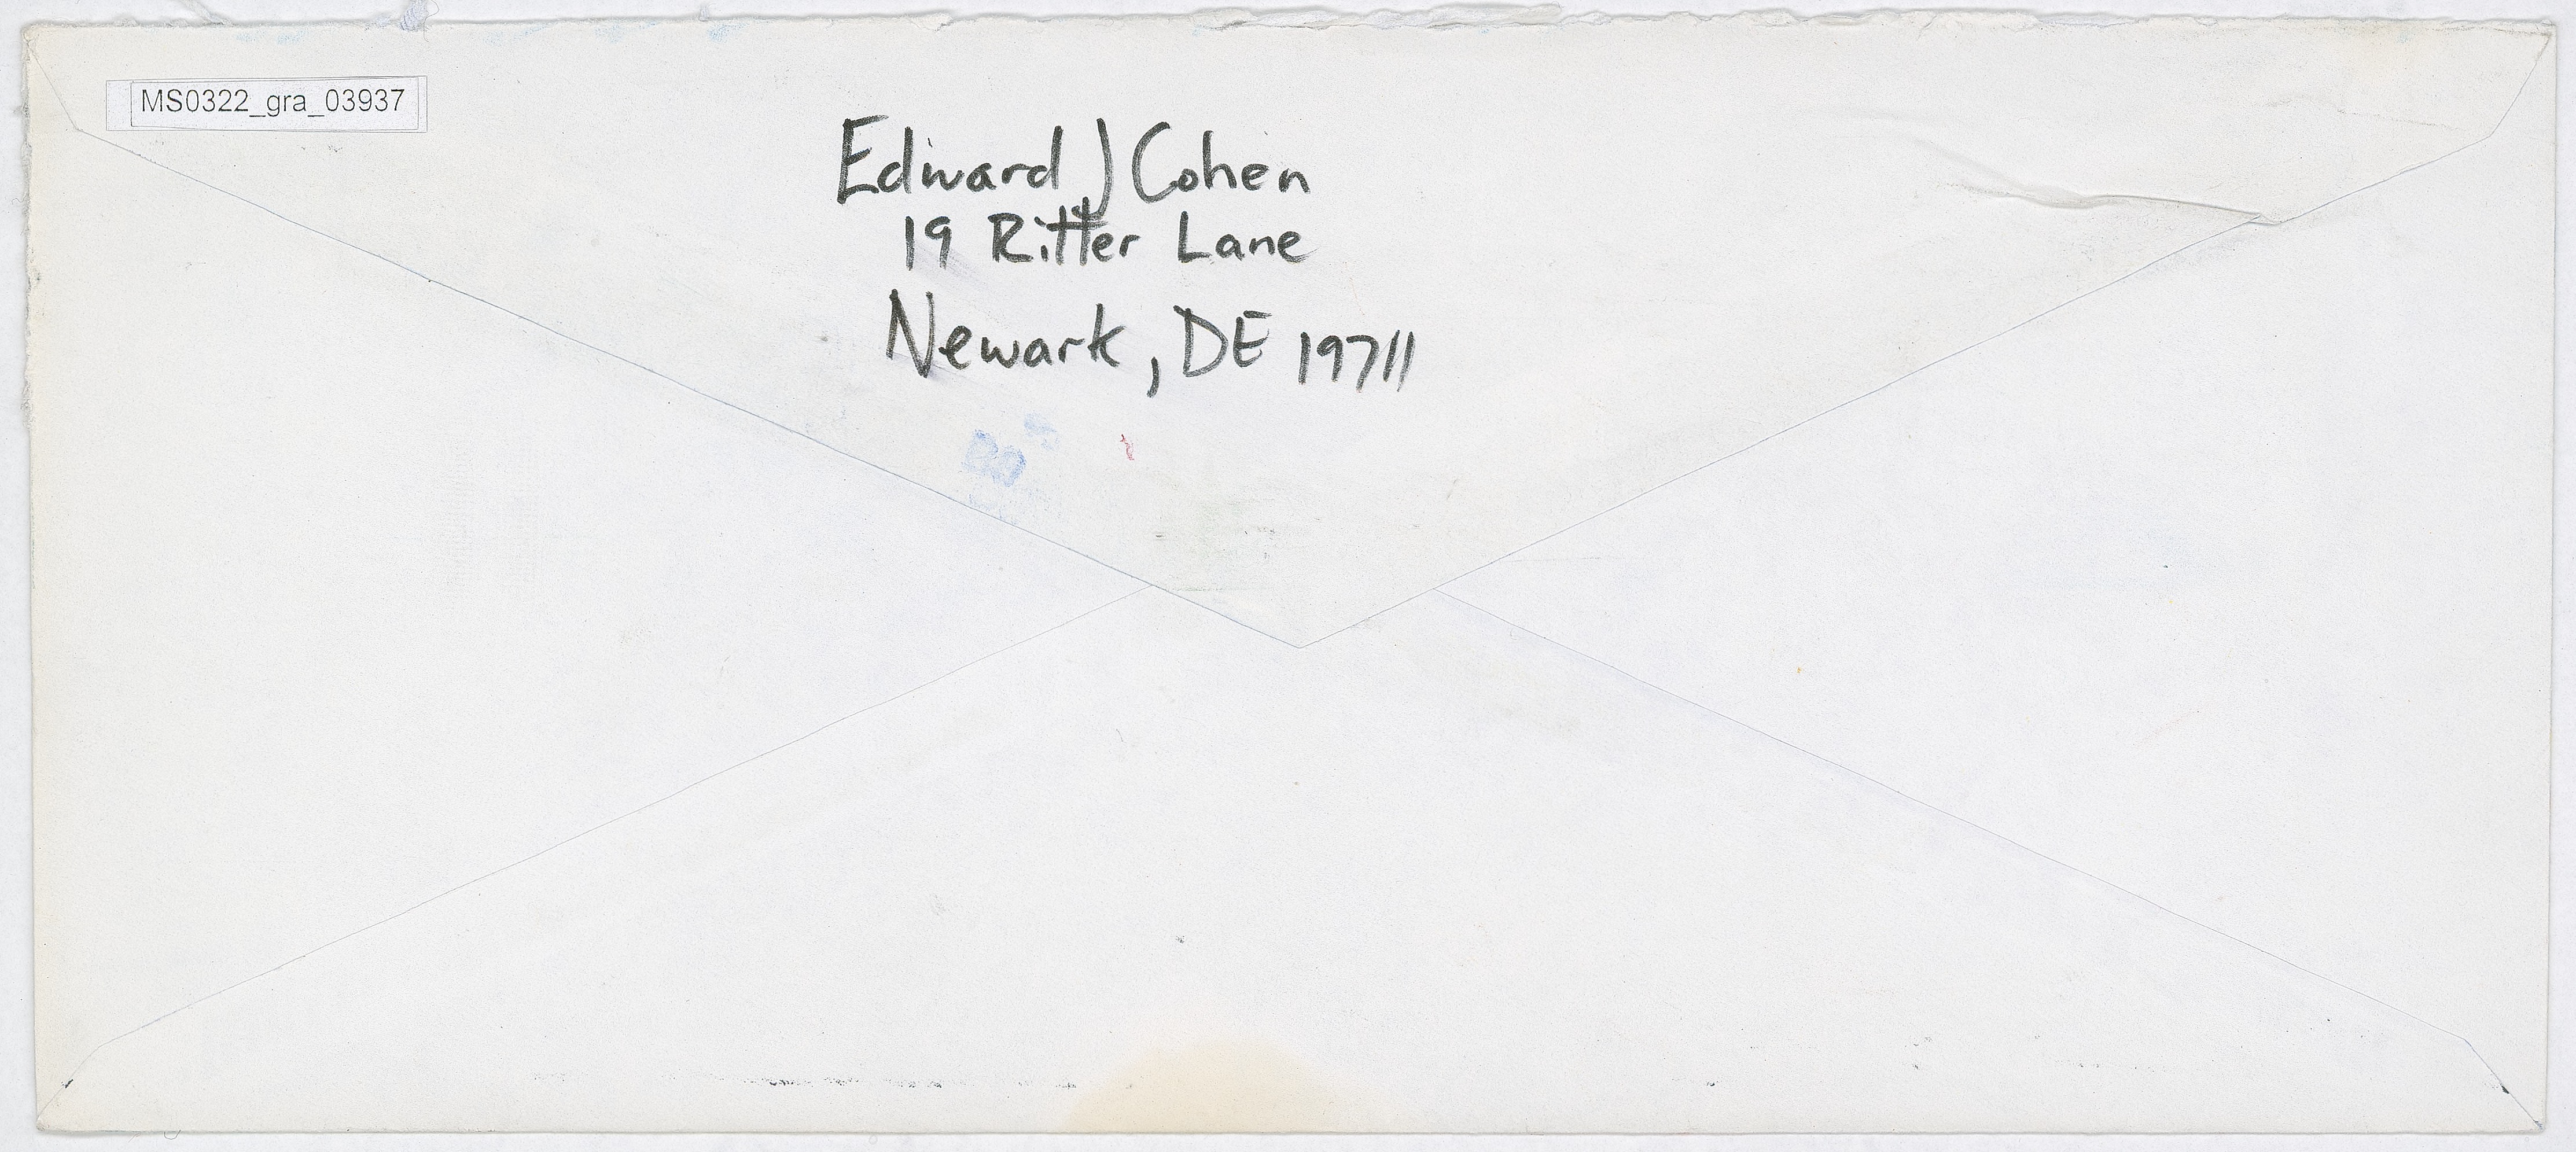 MS0322_gra_03937
Edward J Cohen
19 Ritter Lane
Newark, DE 19711